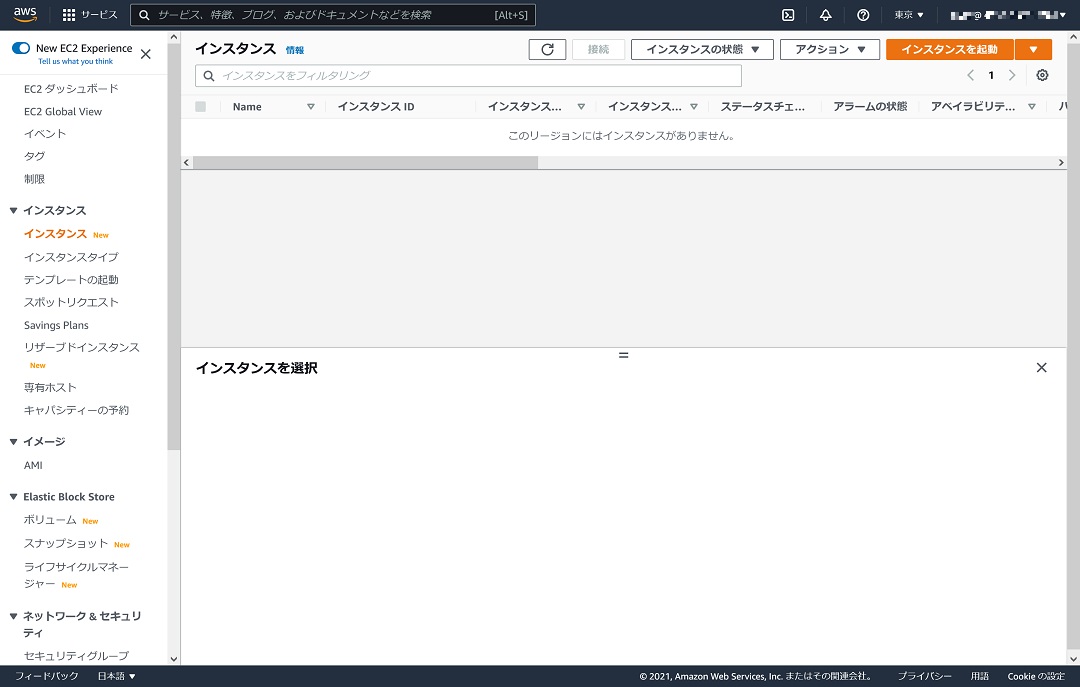 aws サービス サービス、特徴、ブログ、およびドキュメントなどを検索 [Alt+S] 東京
New EC2 Experience
Tell us what you think
EC2 ダッシュボード
EC2 Global View
イベント
タグ
制限
インスタンス
インスタンス New
インスタンスタイプ
テンプレートの起動
スポットリクエスト
Savings Plans
リザーブドインスタンス
New
専有ホスト
キャパシティーの予約
イメージ
AMI
Elastic Block Store
ボリューム New
スナップショット New
ライフサイクルマネー
ジャー New
ネットワーク & セキュリ
ティ
セキュリティグループ
インスタンス 情報 接続 インスタンスの状態 アクション インスタンスを起動
インスタンスをフィルタリング 1
Name インスタンス ID インスタンス... インスタンス... ステータスチェ... アラームの状態 アベイラビリテ... パ
このリージョンにはインスタンスがありません。
インスタンスを選択
フィードバック 日本語 © 2021, Amazon Web Services, Inc. またはその関連会社。 プライバシー 用語 Cookie の設定